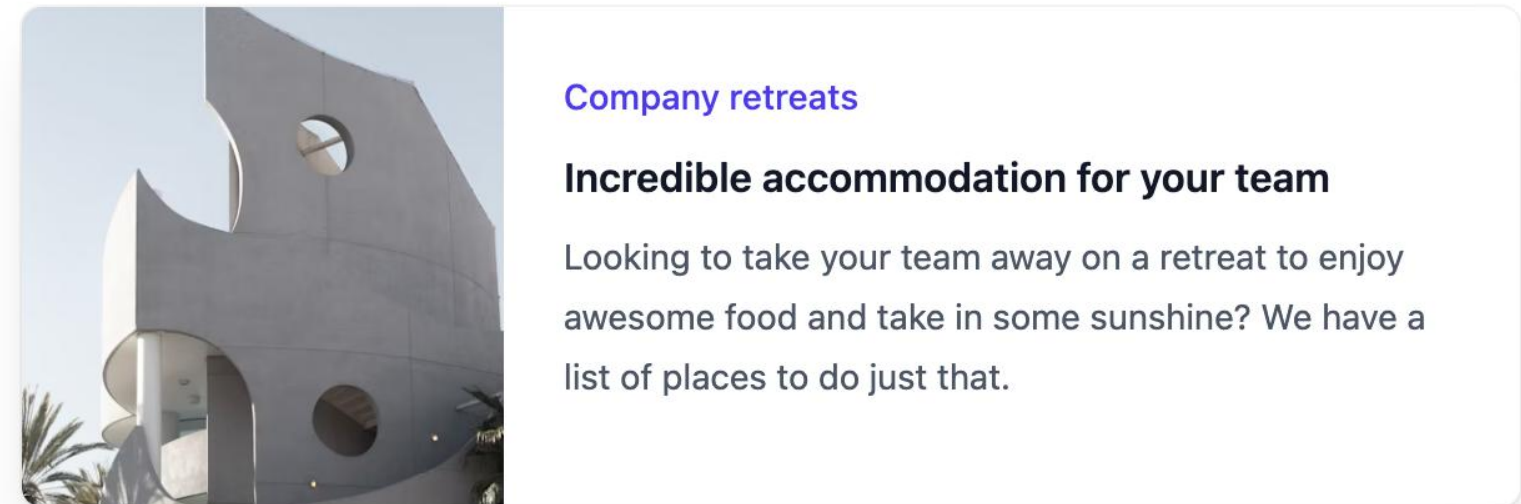 Company retreats
Incredible accommodation for your team
Looking to take your team away on a retreat to enjoy
awesome food and take in some sunshine? We have a
list of places to do just that.